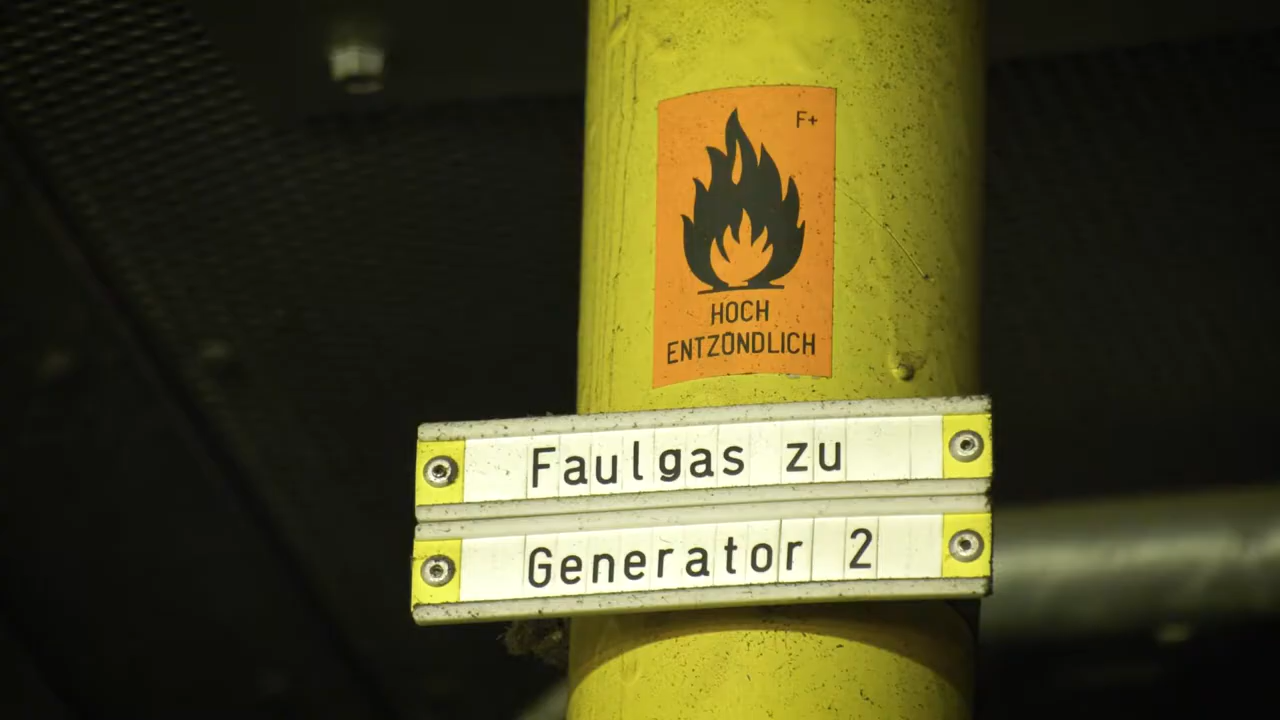 F+
HOCH
ENTZÜNDLICH
Faulgas zu
Generator 2